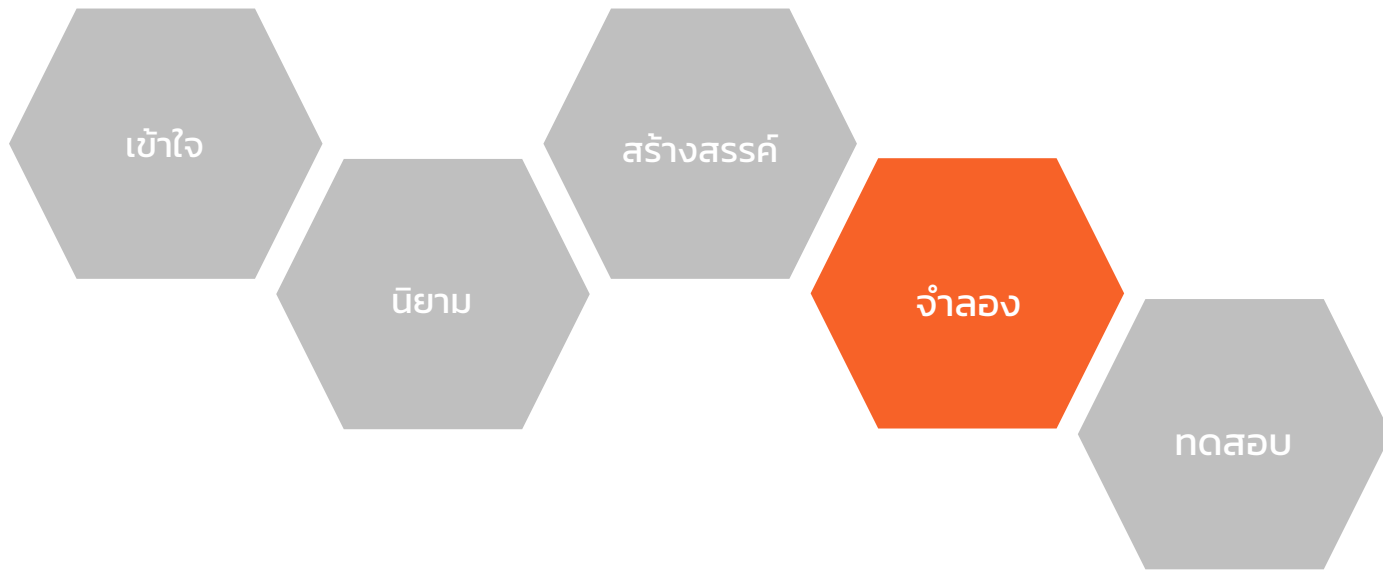 เข้าใจ
นิยาม
สร้างสรรค์
จำลอง
ทดสอบ